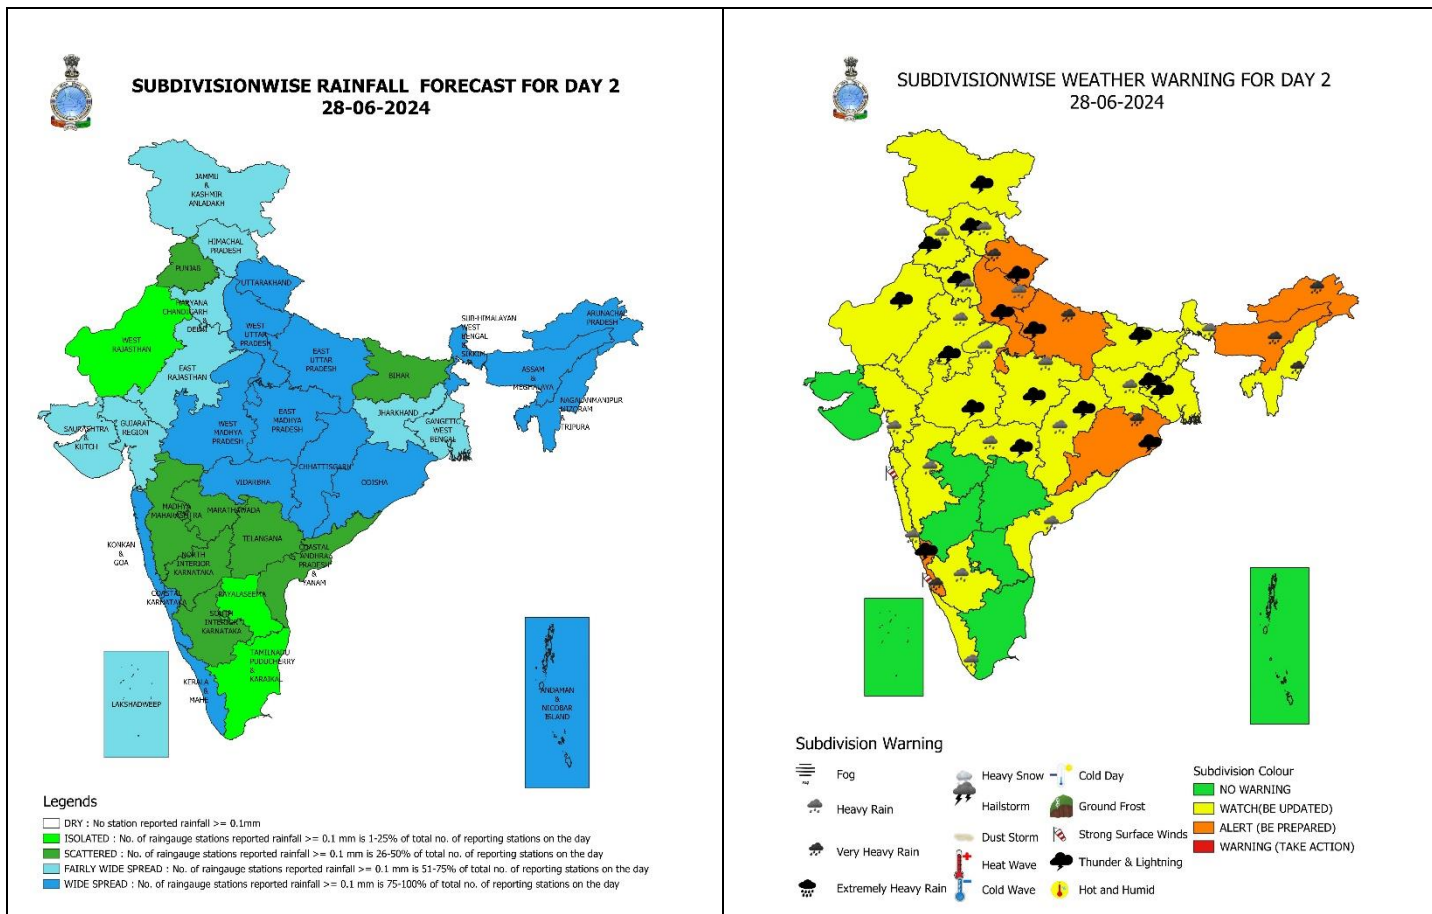 SUBDIVISIONWISE RAINFALL FORECAST FOR DAY 2
28-06-2024
JAMMU
&
KASHMIR
ANLADAKH
HIMACHAL
PRADESH
PUNJAB
UTTARAKHAND
HARYANA
CHANDIGARH
&
DELHI
WEST
RAJASTHAN
WEST
UTTAR
PRADESH
EAST
UTTAR
PRADESH
EAST
RAJASTHAN
SUB-HIMALAYAN
WEST
BENGAL
&
SIKKIM
ARUNACHAL
PRADESH
BIHAR
ASSAM
&
MEGHALAYA
NAGALANMANIPUR
MIZORAM
&
TRIPURA
JHARKHAND
GANGETIC
WEST
BENGAL
SAURASHTRA
&
KUTCH
GUJARAT
REGION
WEST
MADHYA
PRADESH
EAST
MADHYA
PRADESH
CHHATTISGARH
VIDARBHA
ODISHA
MADHYA
MAHARASHTRA
MARATHAWADA
TELANGANA
KONKAN
&
GOA
NORTH
INTERIOR
KARNATAKA
COASTAL
ANDHRA
PRADESH
&
YANAM
COASTAL
KARNATAKA
RAYALASEEMA
SOUTH
INTERIOR
KARNATAKA
TAMILNADU
PUDUCHERRY
&
KARAIKAL
KERALA
&
MAHE
LAKSHADWEEP
ANDAMAN
&
NICOBAR
ISLAND
Legends
DRY : No station reported rainfall >= 0.1mm
ISOLATED : No. of raingauge stations reported rainfall >= 0.1 mm is 1-25% of total no. of reporting stations on the day
SCATTERED : No. of raingauge stations reported rainfall >= 0.1 mm is 26-50% of total no. of reporting stations on the day
FAIRLY WIDE SPREAD : No. of raingauge stations reported rainfall >= 0.1 mm is 51-75% of total no. of reporting stations on the day
WIDE SPREAD : No. of raingauge stations reported rainfall >= 0.1 mm is 75-100% of total no. of reporting stations on the day
SUBDIVISIONWISE WEATHER WARNING FOR DAY 2
28-06-2024
Subdivision Warning
Fog
Heavy Rain
Very Heavy Rain
Extremely Heavy Rain
Heavy Snow
Hailstorm
Dust Storm
Heat Wave
Cold Wave
Cold Day
Ground Frost
Strong Surface Winds
Thunder & Lightning
Hot and Humid
Subdivision Colour
NO WARNING
WATCH(BE UPDATED)
ALERT (BE PREPARED)
WARNING (TAKE ACTION)